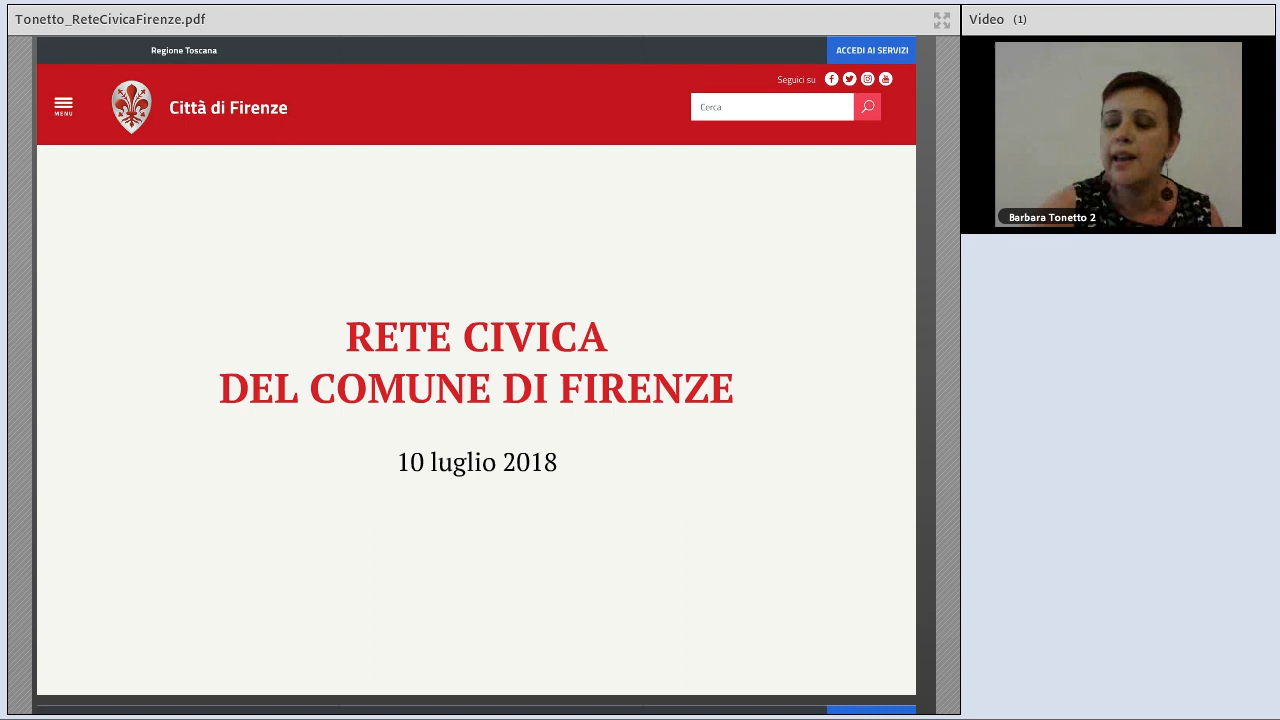 Tonetto_ReteCivicaFirenze.pdf
Video (1)
Regione Toscana
ACCEDI AI SERVIZI
Seguici su
MENU
Città di Firenze
Cerca
Barbara Tonetto 2
RETE CIVICA
DEL COMUNE DI FIRENZE
10 luglio 2018